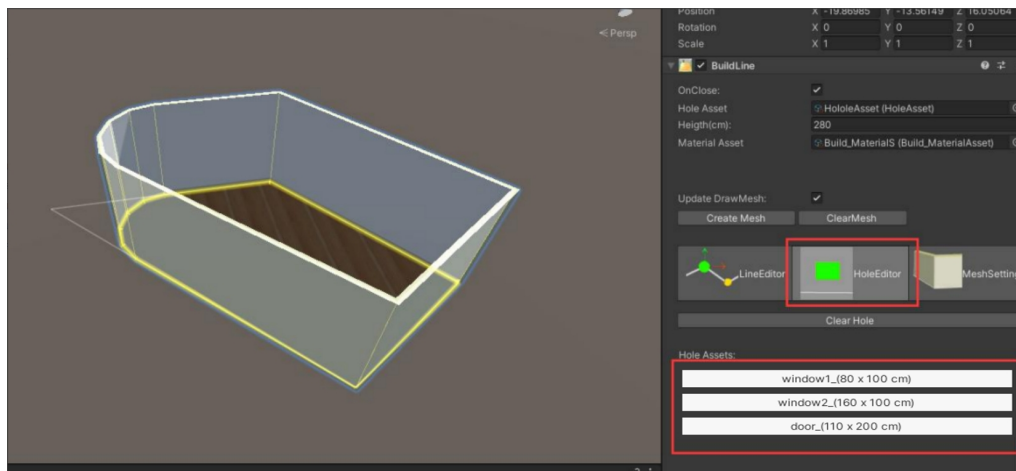 Persp
Position X -19.86985 Y -13.56149 Z 16.05064
Rotation X 0 Y 0 Z 0
Scale X 1 Y 1 Z 1
BuildLine
OnClose:
Hole Asset HololeAsset (HoleAsset)
Heigth(cm): 280
Material Asset Build_MaterialS (Build_MaterialAsset)
Update DrawMesh:
Create Mesh ClearMesh
LineEditor HoleEditor MeshSetting
Clear Hole
Hole Assets:
window1_(80 x 100 cm)
window2_(160 x 100 cm)
door_(110 x 200 cm)